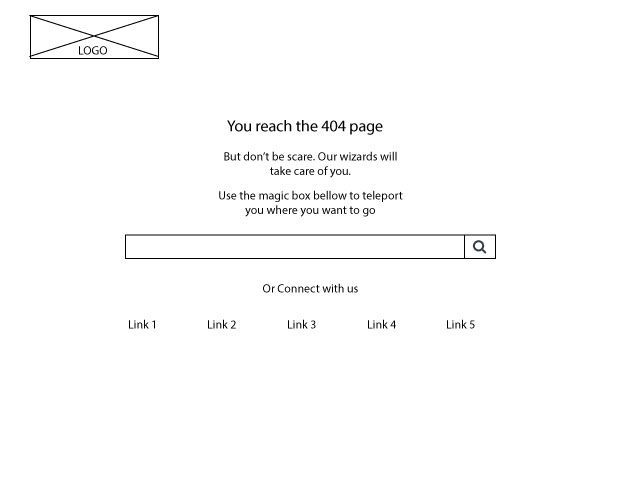 LOGO
You reach the 404 page
But don't be scare. Our wizards will
take care of you.
Use the magic box bellow to teleport
you where you want to go
Or Connect with us
Link 1 Link 2 Link 3 Link 4 Link 5